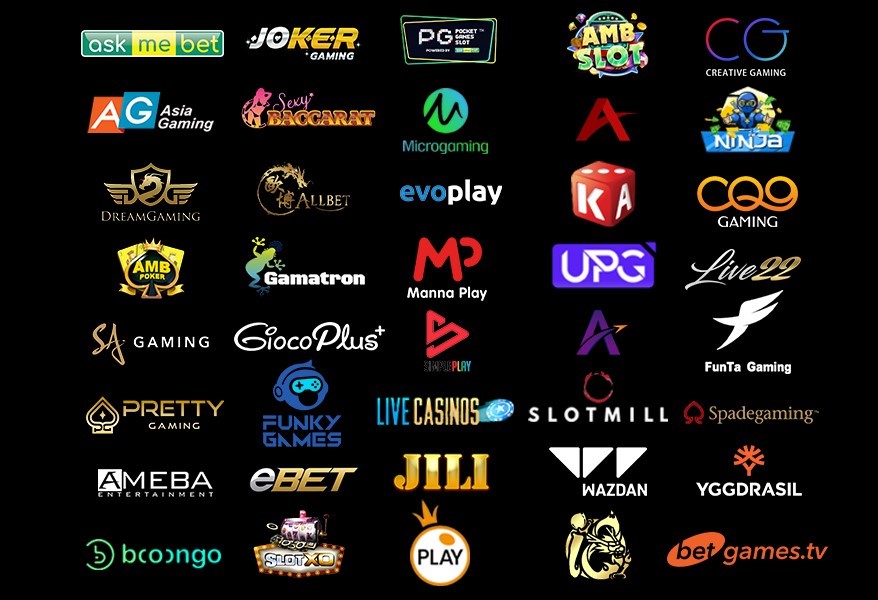 ask me bet
JOKER
GAMING
PG
POCKET
GAMES
SLOT
AMB
SLOT
CG
CREATIVE GAMING
AG Asia
Gaming
Sexy
BACCARAT
Microgaming
A
NINJA
DG
DREAMGAMING
ALLBET
evoplay
KA
CQ9
GAMING
AMB
POKER
Gamatron
MP
Manna Play
UPG
Live22
SA GAMING
GiocoPlus+
SIMPLEPLAY
A
FunTa Gaming
PRETTY
GAMING
FUNKY
GAMES
LIVE CASINOS
SLOTMILL
Spadegaming™
AMEBA
ENTERTAINMENT
eBET
JILI
WAZDAN
YGGDRASIL
booongo
SLOTXO
PLAY
betgames.tv